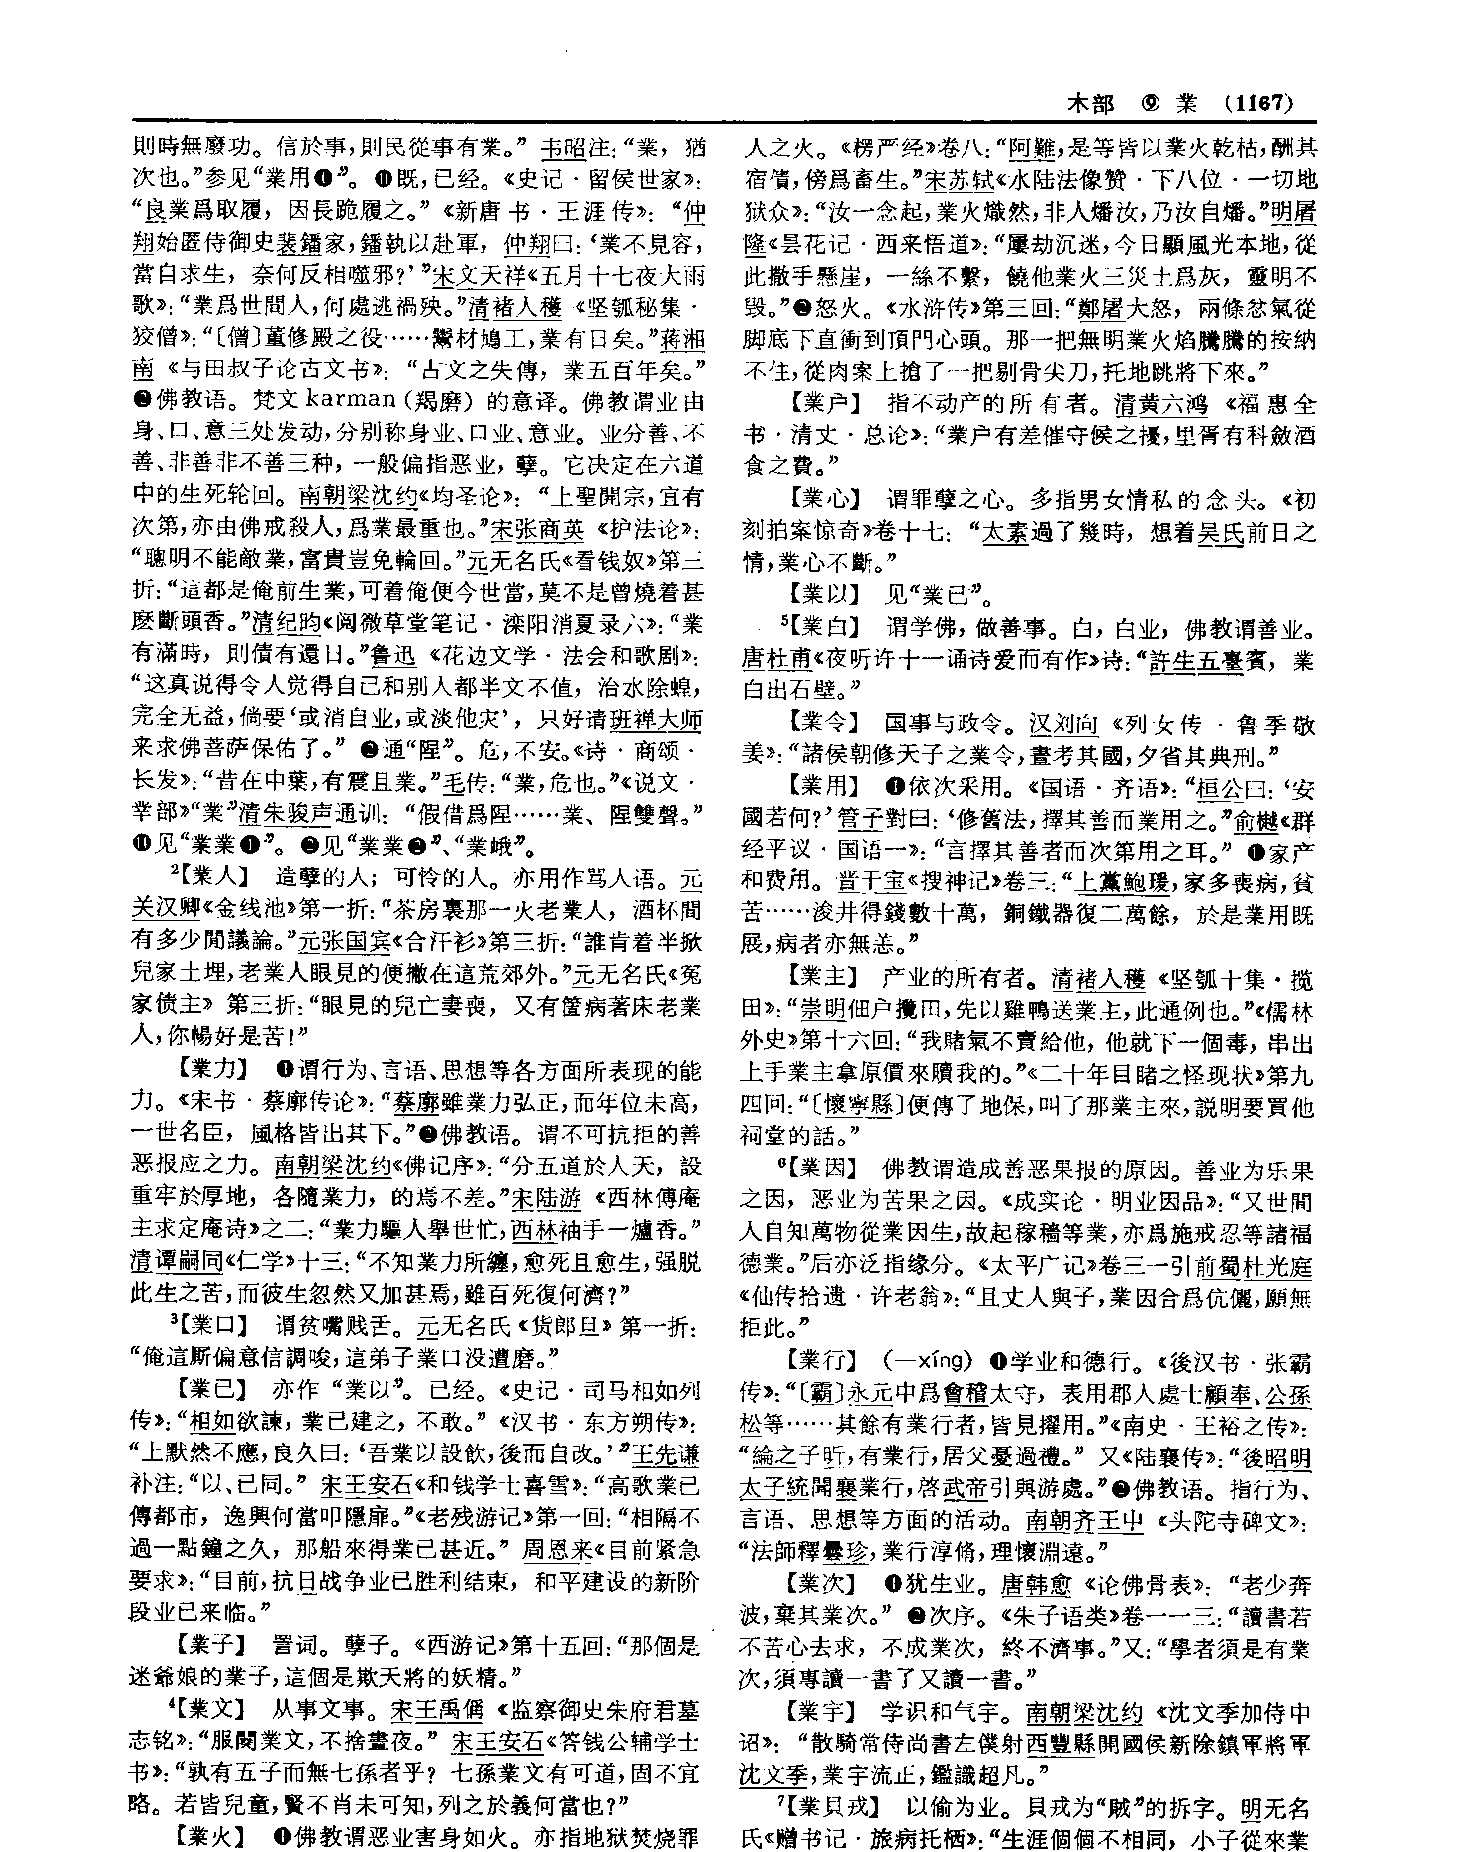 木部 ⑨ 業 (1167)
則時無廢功。信於事,則民從事有業。”韦昭注:“業,猶
次也。”参见“業用❶”。⓫既,已经。《史记·留侯世家》:
“良業爲取履,因長跪履之。”《新唐书·王涯传》:“仲
翔始匿侍御史裴鐇家,鐇執以赴軍,仲翔曰:‘業不見容,
當自求生,奈何反相噬邪?’”宋文天祥《五月十七夜大雨
歌》:“業爲世間人,何處逃禍殃。”清褚人穫《坚瓠秘集·
狡僧》:“〔僧〕董修殿之役……鬻材鳩工,業有日矣。”蒋湘
南《与田叔子论古文书》:“古文之失傳,業五百年矣。”
佛教语。梵文karman(羯磨)的意译。佛教谓业由
身、口、意三处发动,分别称身业、口业、意业。业分善、不
善、非善非不善三种,一般偏指恶业,孽。它决定在六道
中的生死轮回。南朝梁沈约《均圣论》:“上聖開宗,宜有
次第,亦由佛戒殺人,爲業最重也。”宋张商英《护法论》:
“聰明不能敵業,富貴豈免輪回。”元无名氏《看钱奴》第三
折:“這都是俺前生業,可着俺便今世當,莫不是曾燒着甚
麽斷頭香。”清纪昀《阅微草堂笔记·滦阳消夏录六》:“業
有滿時,則債有還日。”鲁迅《花边文学·法会和歌剧》:
“这真说得令人觉得自己和别人都半文不值,治水除蝗,
完全无益,倘要‘或消自业,或淡他灾’,只好请班禅大师
来求佛菩萨保佑了。”通“隉”。危,不安。《诗·商颂·
长发》:“昔在中葉,有震且業。”毛传:“業,危也。”《说文·
丵部》“業”清朱骏声通训:“假借爲隉……業、隉雙聲。”
见“業業❶”。见“業業❷”、“業峨”。
²【業人】 造孽的人;可怜的人。亦用作骂人语。元
关汉卿《金线池》第一折:“茶房裏那一火老業人,酒杯間
有多少閒議論。”元张国宾《合汗衫》第三折:“誰肯着半掀
兒家土埋,老業人眼見的便撇在這荒郊外。”元无名氏《冤
家债主》第三折:“眼見的兒亡妻喪,又有箇病著床老業
人,你暢好是苦!”
【業力】 ❶谓行为、言语、思想等各方面所表现的能
力。《宋书·蔡廓传论》:“蔡廓雖業力弘正,而年位未高,
一世名臣,風格皆出其下。”❷佛教语。谓不可抗拒的善
恶报应之力。南朝梁沈约《佛记序》:“分五道於人天,設
重牢於厚地,各隨業力,的焉不差。”宋陆游《西林傅庵
主求定庵诗》之二:“業力驅人舉世忙,西林袖手一爐香。”
清谭嗣同《仁学》十三:“不知業力所纏,愈死且愈生,强脱
此生之苦,而彼生忽然又加甚焉,雖百死復何濟?”
³【業口】 谓贫嘴贱舌。元无名氏《货郎旦》第一折:
“俺這厮偏意信調唆,這弟子業口没遭磨。”
【業已】 亦作“業以”。已经。《史记·司马相如列
传》:“相如欲諫,業已建之,不敢。”《汉书·东方朔传》:
“上默然不應,良久曰:‘吾業以設飲,後而自改。’”王先谦
补注:“以、已同。”宋王安石《和钱学士喜雪》:“高歌業已
傳都市,逸興何當叩隱扉。”《老残游记》第一回:“相隔不
過一點鐘之久,那船來得業已甚近。”周恩来《目前紧急
要求》:“目前,抗日战争业已胜利结束,和平建设的新阶
段业已来临。”
【業子】 詈词。孽子。《西游记》第十五回:“那個是
迷爺娘的業子,這個是欺天將的妖精。”
⁴【業文】 从事文事。宋王禹偁《监察御史朱府君墓
志铭》:“服闋業文,不捨晝夜。”宋王安石《答钱公辅学士
书》:“孰有五子而無七孫者乎?七孫業文有可道,固不宜
略。若皆兒童,賢不肖未可知,列之於義何當也?”
【業火】 ❶佛教谓恶业害身如火。亦指地狱焚烧罪
人之火。《楞严经》卷八:“阿難,是等皆以業火乾枯,酬其
宿債,傍爲畜生。”宋苏轼《水陆法像赞·下八位·一切地
狱众》:“汝一念起,業火熾然,非人燔汝,乃汝自燔。”明屠
隆《昙花记·西来悟道》:“屢劫沉迷,今日顯風光本地,從
此撒手懸崖,一絲不繫,饒他業火三災土爲灰,靈明不
毁。”❷怒火。《水浒传》第三回:“鄭屠大怒,兩條忿氣從
脚底下直衝到頂門心頭。那一把無明業火焰騰騰的按納
不住,從肉案上搶了一把剔骨尖刀,托地跳將下來。”
【業户】 指不动产的所有者。清黄六鸿《福惠全
书·清丈·总论》:“業户有差催守候之擾,里胥有科斂酒
食之費。”
【業心】 谓罪孽之心。多指男女情私的念头。《初
刻拍案惊奇》卷十七:“太素過了幾時,想着吴氏前日之
情,業心不斷。”
【業以】 见“業已”。
⁵【業白】 谓学佛,做善事。白,白业,佛教谓善业。
唐杜甫《夜听许十一诵诗爱而有作》诗:“許生五臺賓,業
白出石壁。”
【業令】 国事与政令。汉刘向《列女传·鲁季敬
姜》:“諸侯朝修天子之業令,晝考其國,夕省其典刑。”
【業用】 ❶依次采用。《国语·齐语》:“桓公曰:‘安
國若何?’管子對曰:‘修舊法,擇其善而業用之。’”俞樾《群
经平议·国语一》:“言擇其善者而次第用之耳。”❶家产
和费用。晋干宝《搜神记》卷三:“上黨鮑瑗,家多喪病,貧
苦……浚井得錢數十萬,銅鐵器復二萬餘,於是業用既
展,病者亦無恙。”
【業主】 产业的所有者。清褚人穫《坚瓠十集·揽
田》:“崇明佃户攬田,先以雞鴨送業主,此通例也。”《儒林
外史》第十六回:“我賭氣不賣給他,他就下一個毒,串出
上手業主拿原價來贖我的。”《二十年目睹之怪现状》第九
四回:“〔懷寧縣〕便傳了地保,叫了那業主來,説明要買他
祠堂的話。”
⁶【業因】 佛教谓造成善恶果报的原因。善业为乐果
之因,恶业为苦果之因。《成实论·明业因品》:“又世間
人自知萬物從業因生,故起稼穡等業,亦爲施戒忍等諸福
德業。”后亦泛指缘分。《太平广记》卷三一引前蜀杜光庭
《仙传拾遗·许老翁》:“且丈人與子,業因合爲伉儷,願無
拒此。”
【業行】 (—xíng)❶学业和德行。《後汉书·张霸
传》:“〔霸〕永元中爲會稽太守,表用郡人處士顧奉、公孫
松等……其餘有業行者,皆見擢用。”《南史·王裕之传》:
“綸之子昕,有業行,居父憂過禮。”又《陆襄传》:“後昭明
太子統聞襄業行,啓武帝引與游處。”❷佛教语。指行为、
言语、思想等方面的活动。南朝齐王屮《头陀寺碑文》:
“法師釋曇珍,業行淳脩,理懷淵遠。”
【業次】 ❶犹生业。唐韩愈《论佛骨表》:“老少奔
波,棄其業次。”❷次序。《朱子语类》卷一一三:“讀書若
不苦心去求,不成業次,終不濟事。”又:“學者須是有業
次,須專讀一書了又讀一書。”
【業宇】 学识和气宇。南朝梁沈约《沈文季加侍中
诏》:“散騎常侍尚書左僕射西豐縣開國侯新除鎮軍將軍
沈文季,業宇流正,鑑識超凡。”
⁷【業貝戎】 以偷为业。貝戎为“賊”的拆字。明无名
氏《赠书记·旅病托栖》:“生涯個個不相同,小子從來業